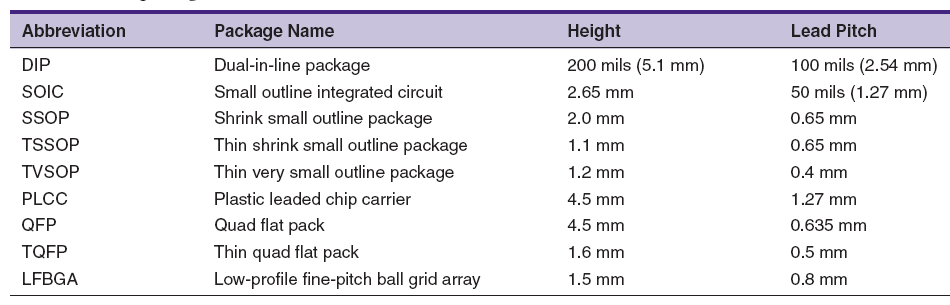 Abbreviation Package Name Height Lead Pitch
DIP Dual-in-line package 200 mils (5.1 mm) 100 mils (2.54 mm)
SOIC Small outline integrated circuit 2.65 mm 50 mils (1.27 mm)
SSOP Shrink small outline package 2.0 mm 0.65 mm
TSSOP Thin shrink small outline package 1.1 mm 0.65 mm
TVSOP Thin very small outline package 1.2 mm 0.4 mm
PLCC Plastic leaded chip carrier 4.5 mm 1.27 mm
QFP Quad flat pack 4.5 mm 0.635 mm
TQFP Thin quad flat pack 1.6 mm 0.5 mm
LFBGA Low-profile fine-pitch ball grid array 1.5 mm 0.8 mm